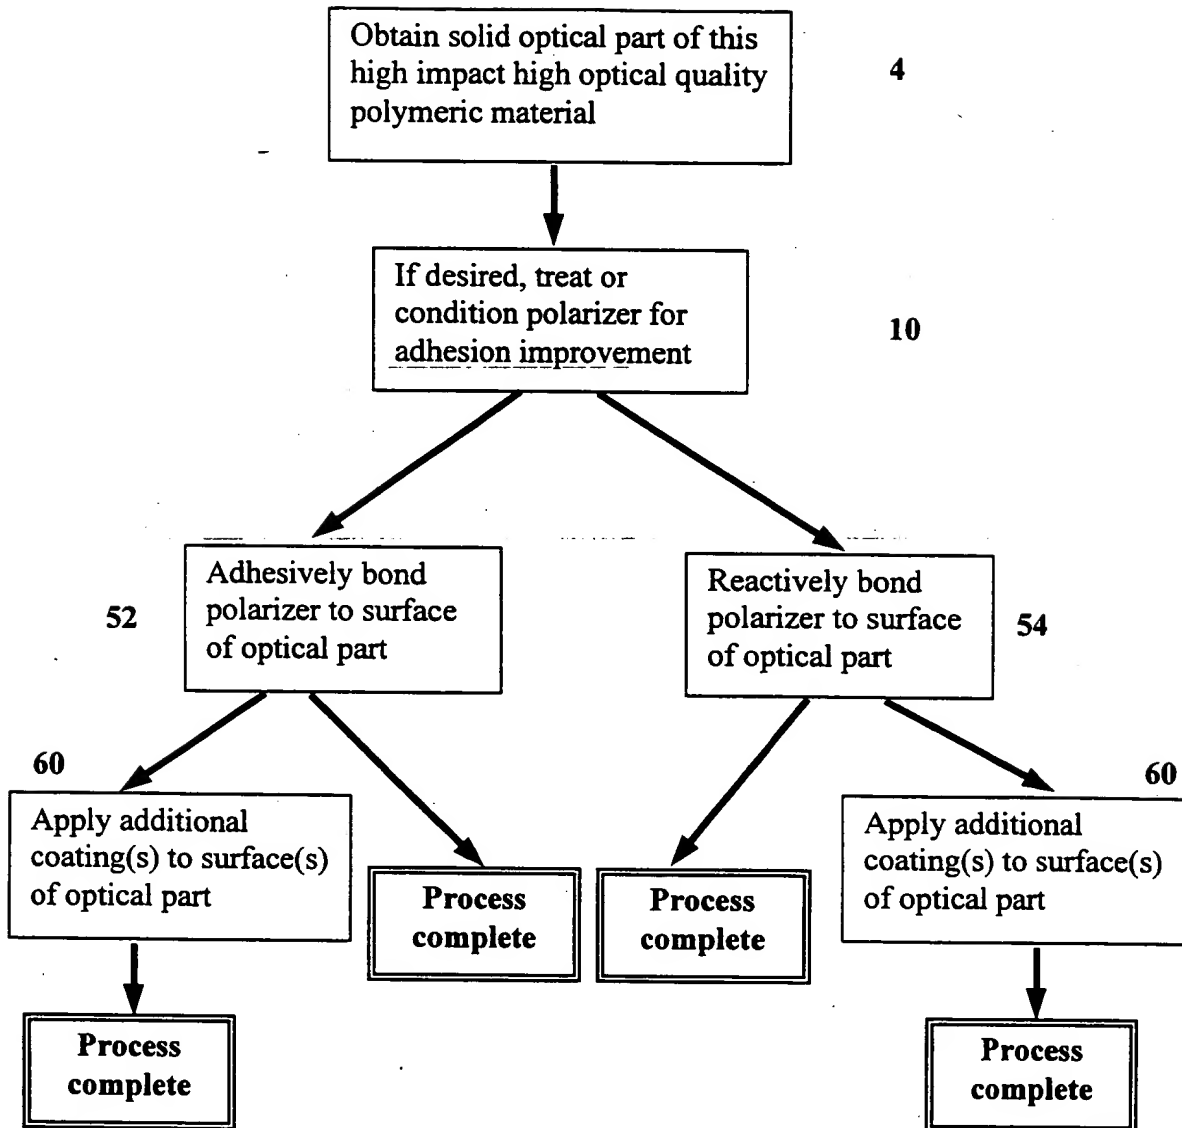 Obtain solid optical part of this
high impact high optical quality
polymeric material
4
If desired, treat or
condition polarizer for
adhesion improvement
10
52
Adhesively bond
polarizer to surface
of optical part
Reactively bond
polarizer to surface
of optical part
54
60
Apply additional
coating(s) to surface(s)
of optical part
Process
complete
Process
complete
60
Apply additional
coating(s) to surface(s)
of optical part
Process
complete
Process
complete